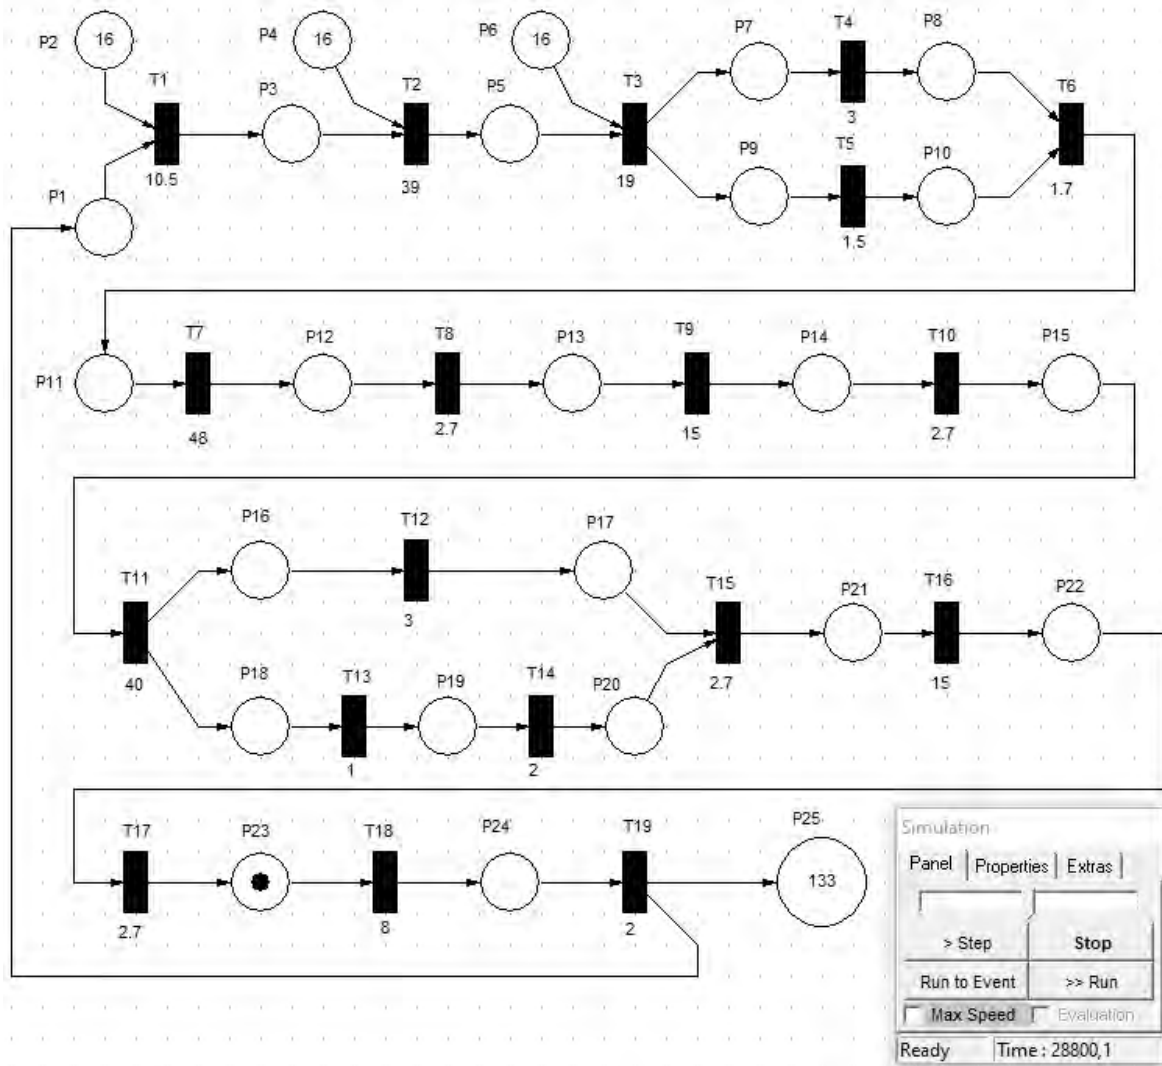 P2 16 P4 16 P6 16 P7 T4 P8
T1 P3 T2 P5 T3 3 T6
P1 10.5 39 19 P9 T5 P10 1.7
1.5
T7 P12 T8 P13 T9 P14 T10 P15
P11
48 2.7 15 2.7
P16 T12 P17
T11 3 T15 P21 T16 P22
40 P18 T13 P19 T14 P20 2.7 15
1 2
T17 P23 T18 P24 T19 P25
133
2.7 8 2
Simulation
Panel Properties Extras
> Step Stop
Run to Event >> Run
Max Speed Evaluation
Ready Time : 28800,1